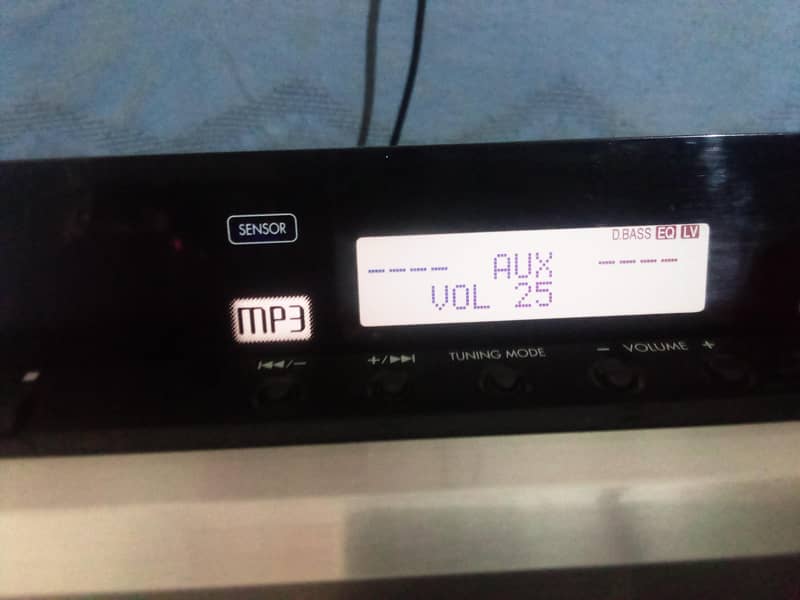 SENSOR
D.BASS EQ LV
---- AUX ----
VOL 25
MP3
|◀◀/− +/▶▶| TUNING MODE − VOLUME +